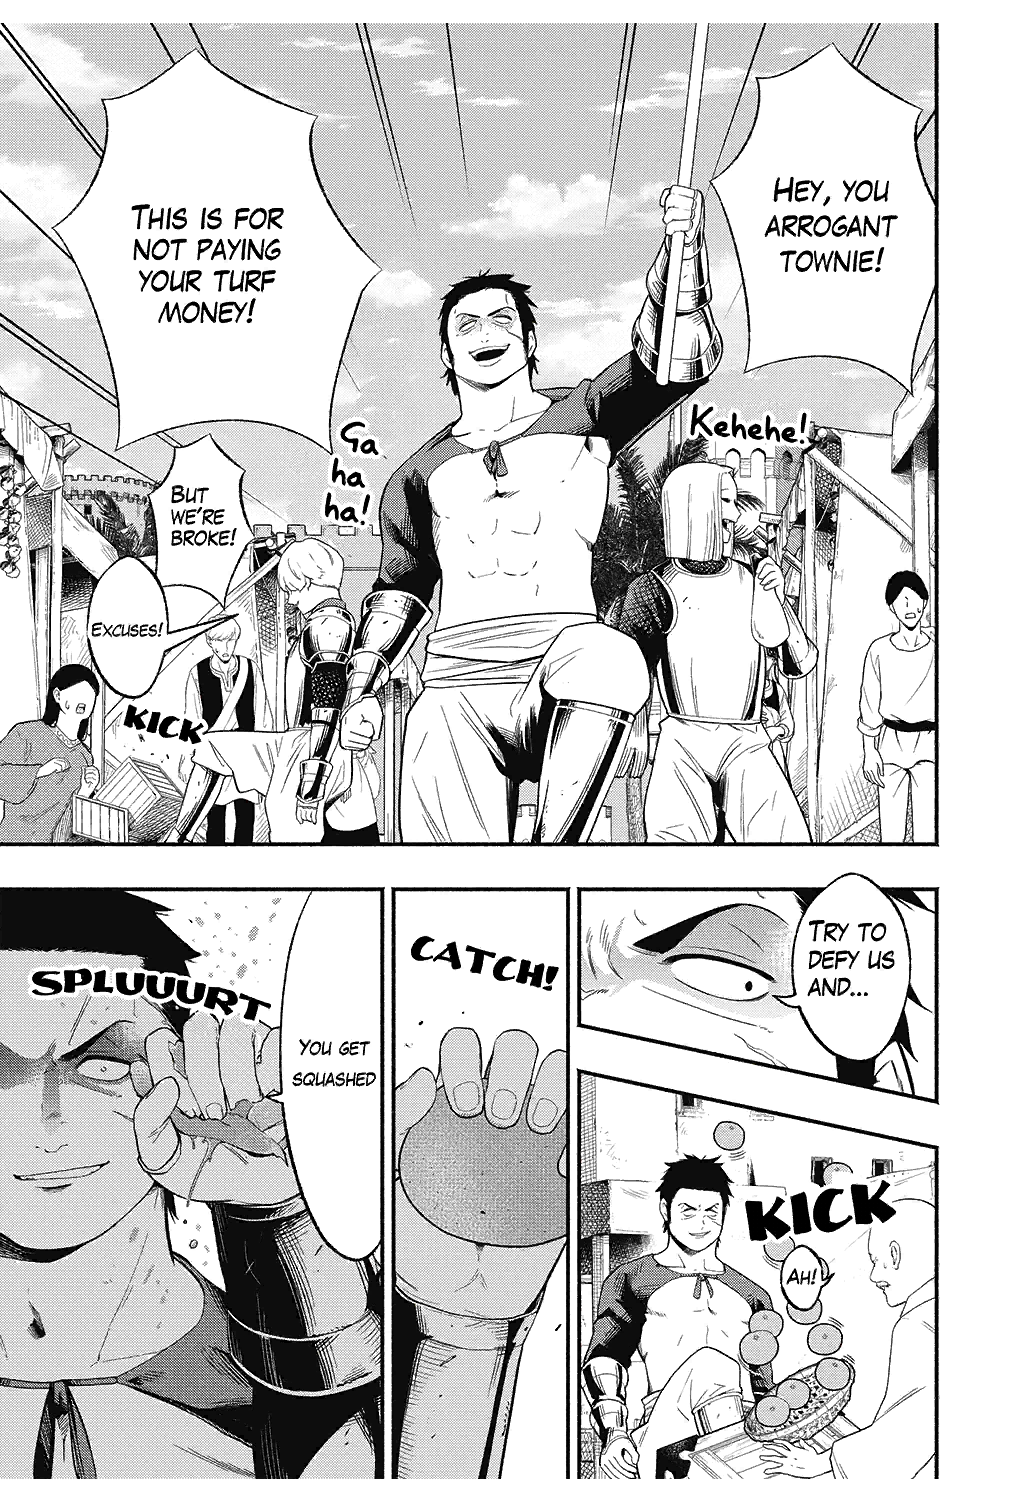 HEY, YOU
ARROGANT
TOWNIE!
THIS IS FOR
NOT PAYING
YOUR TURF
MONEY!
Kehehe!
Ga
ha
ha!
BUT
WE'RE
BROKE!
EXCUSES!
KICK
TRY TO
DEFY US
AND...
KICK
AH!
CATCH!
YOU GET
SQUASHED
SPLUUURT